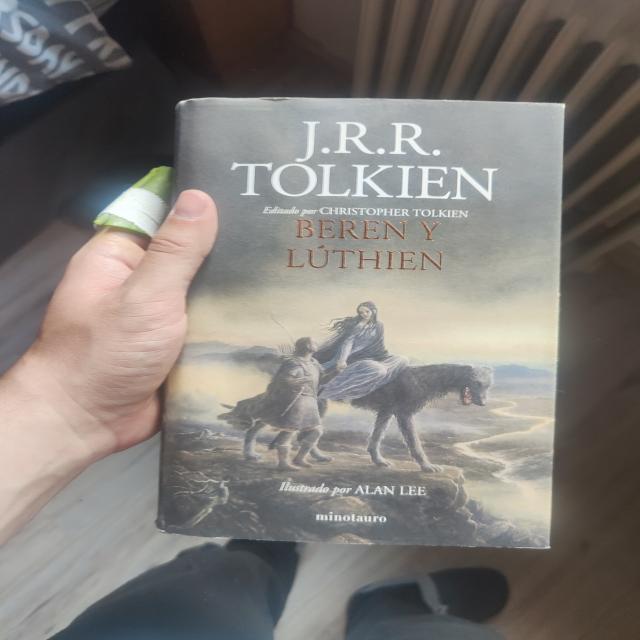 J.R.R.
TOLKIEN
Editado por CHRISTOPHER TOLKIEN
BEREN Y
LÚTHIEN
Ilustrado por ALAN LEE
minotauro